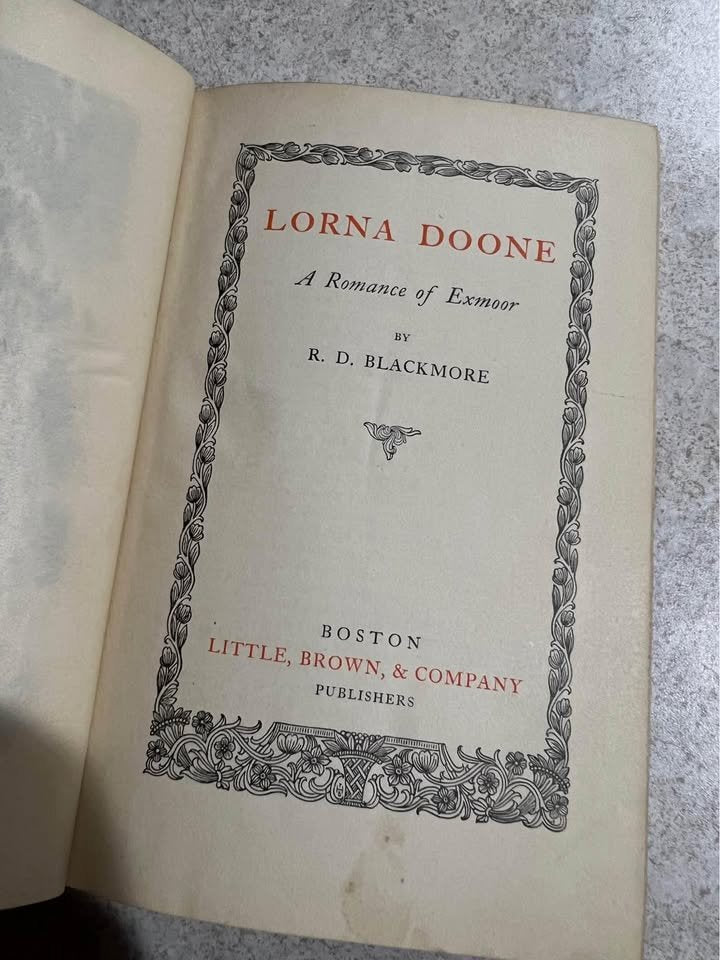 LORNA DOONE
A Romance of Exmoor
BY
R. D. BLACKMORE
BOSTON
LITTLE, BROWN, & COMPANY
PUBLISHERS